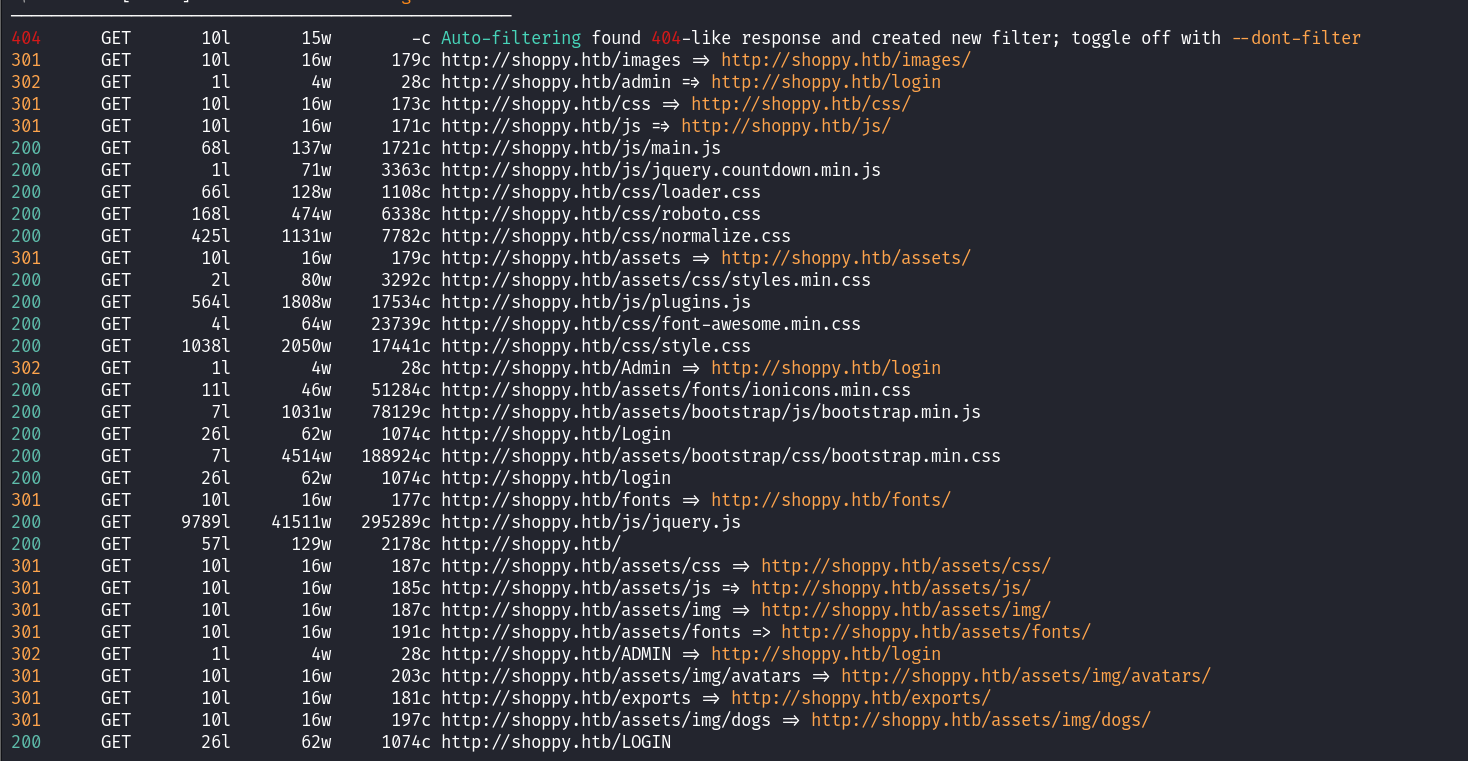 404 GET 10l 15w -c Auto-filtering found 404-like response and created new filter; toggle off with --dont-filter
301 GET 10l 16w 179c http://shoppy.htb/images => http://shoppy.htb/images/
302 GET 1l 4w 28c http://shoppy.htb/admin => http://shoppy.htb/login
301 GET 10l 16w 173c http://shoppy.htb/css => http://shoppy.htb/css/
301 GET 10l 16w 171c http://shoppy.htb/js => http://shoppy.htb/js/
200 GET 68l 137w 1721c http://shoppy.htb/js/main.js
200 GET 1l 71w 3363c http://shoppy.htb/js/jquery.countdown.min.js
200 GET 66l 128w 1108c http://shoppy.htb/css/loader.css
200 GET 168l 474w 6338c http://shoppy.htb/css/roboto.css
200 GET 425l 1131w 7782c http://shoppy.htb/css/normalize.css
301 GET 10l 16w 179c http://shoppy.htb/assets => http://shoppy.htb/assets/
200 GET 2l 80w 3292c http://shoppy.htb/assets/css/styles.min.css
200 GET 564l 1808w 17534c http://shoppy.htb/js/plugins.js
200 GET 4l 64w 23739c http://shoppy.htb/css/font-awesome.min.css
200 GET 1038l 2050w 17441c http://shoppy.htb/css/style.css
302 GET 1l 4w 28c http://shoppy.htb/Admin => http://shoppy.htb/login
200 GET 11l 46w 51284c http://shoppy.htb/assets/fonts/ionicons.min.css
200 GET 7l 1031w 78129c http://shoppy.htb/assets/bootstrap/js/bootstrap.min.js
200 GET 26l 62w 1074c http://shoppy.htb/Login
200 GET 7l 4514w 188924c http://shoppy.htb/assets/bootstrap/css/bootstrap.min.css
200 GET 26l 62w 1074c http://shoppy.htb/login
301 GET 10l 16w 177c http://shoppy.htb/fonts => http://shoppy.htb/fonts/
200 GET 9789l 41511w 295289c http://shoppy.htb/js/jquery.js
200 GET 57l 129w 2178c http://shoppy.htb/
301 GET 10l 16w 187c http://shoppy.htb/assets/css => http://shoppy.htb/assets/css/
301 GET 10l 16w 185c http://shoppy.htb/assets/js => http://shoppy.htb/assets/js/
301 GET 10l 16w 187c http://shoppy.htb/assets/img => http://shoppy.htb/assets/img/
301 GET 10l 16w 191c http://shoppy.htb/assets/fonts => http://shoppy.htb/assets/fonts/
302 GET 1l 4w 28c http://shoppy.htb/ADMIN => http://shoppy.htb/login
301 GET 10l 16w 203c http://shoppy.htb/assets/img/avatars => http://shoppy.htb/assets/img/avatars/
301 GET 10l 16w 181c http://shoppy.htb/exports => http://shoppy.htb/exports/
301 GET 10l 16w 197c http://shoppy.htb/assets/img/dogs => http://shoppy.htb/assets/img/dogs/
200 GET 26l 62w 1074c http://shoppy.htb/LOGIN